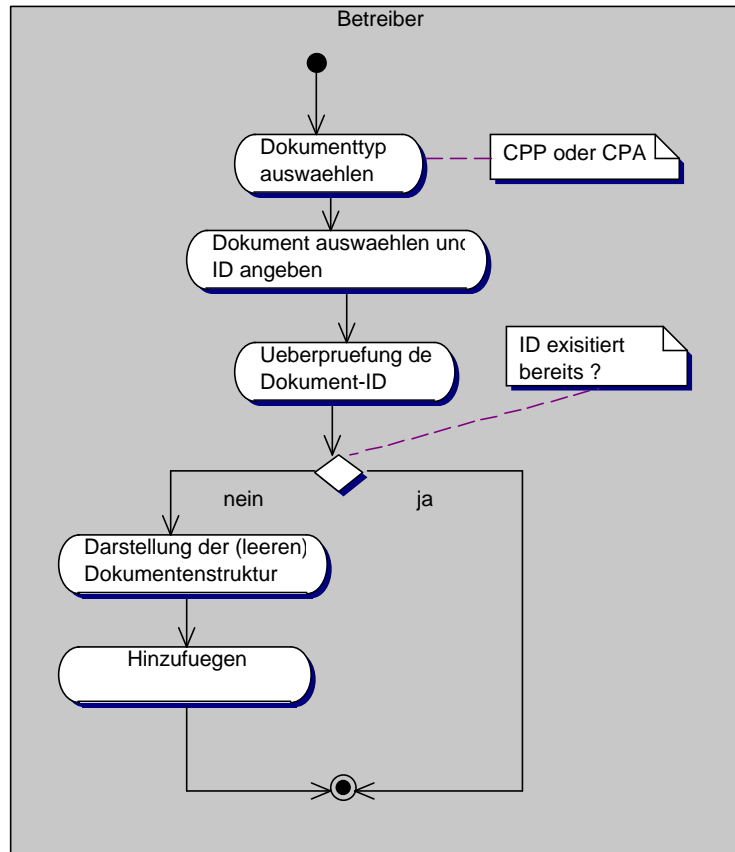 Betreiber
Dokumenttyp
auswaehlen
CPP oder CPA
Dokument auswaehlen und
ID angeben
Ueberpruefung de
Dokument-ID
ID exisitiert
bereits ?
nein
ja
Darstellung der (leeren)
Dokumentenstruktur
Hinzufuegen